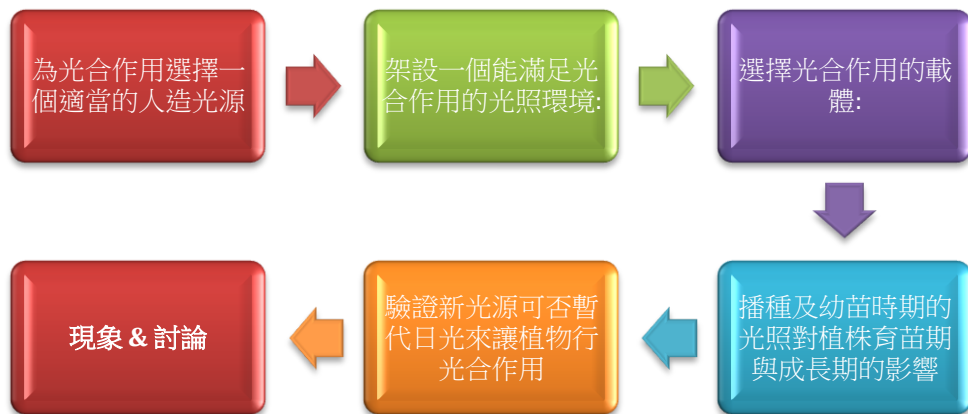 為光合作用選擇一
個適當的人造光源
架設一個能滿足光
合作用的光照環境:
選擇光合作用的載
體:
播種及幼苗時期的
光照對植株育苗期
與成長期的影響
驗證新光源可否暫
代日光來讓植物行
光合作用
現象 & 討論